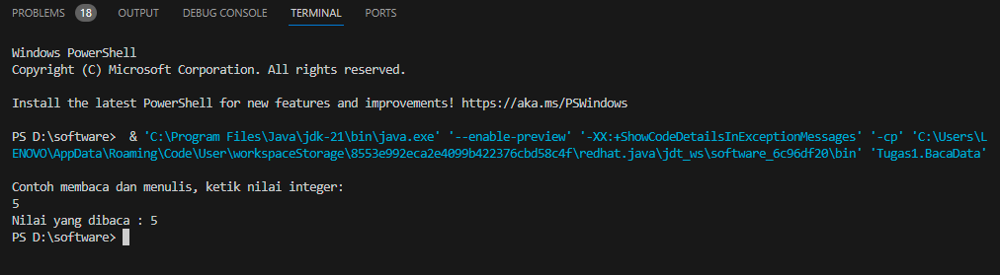 PROBLEMS 18 OUTPUT DEBUG CONSOLE TERMINAL PORTS
Windows PowerShell
Copyright (C) Microsoft Corporation. All rights reserved.
Install the latest PowerShell for new features and improvements! https://aka.ms/PSWindows
PS D:\software>  & 'C:\Program Files\Java\jdk-21\bin\java.exe' '--enable-preview' '-XX:+ShowCodeDetailsInExceptionMessages' '-cp' 'C:\Users\L
ENOVO\AppData\Roaming\Code\User\workspaceStorage\8553e992eca2e4099b422376cbd58c4f\redhat.java\jdt_ws\software_6c96df20\bin' 'Tugas1.BacaData'
Contoh membaca dan menulis, ketik nilai integer:
5
Nilai yang dibaca : 5
PS D:\software>